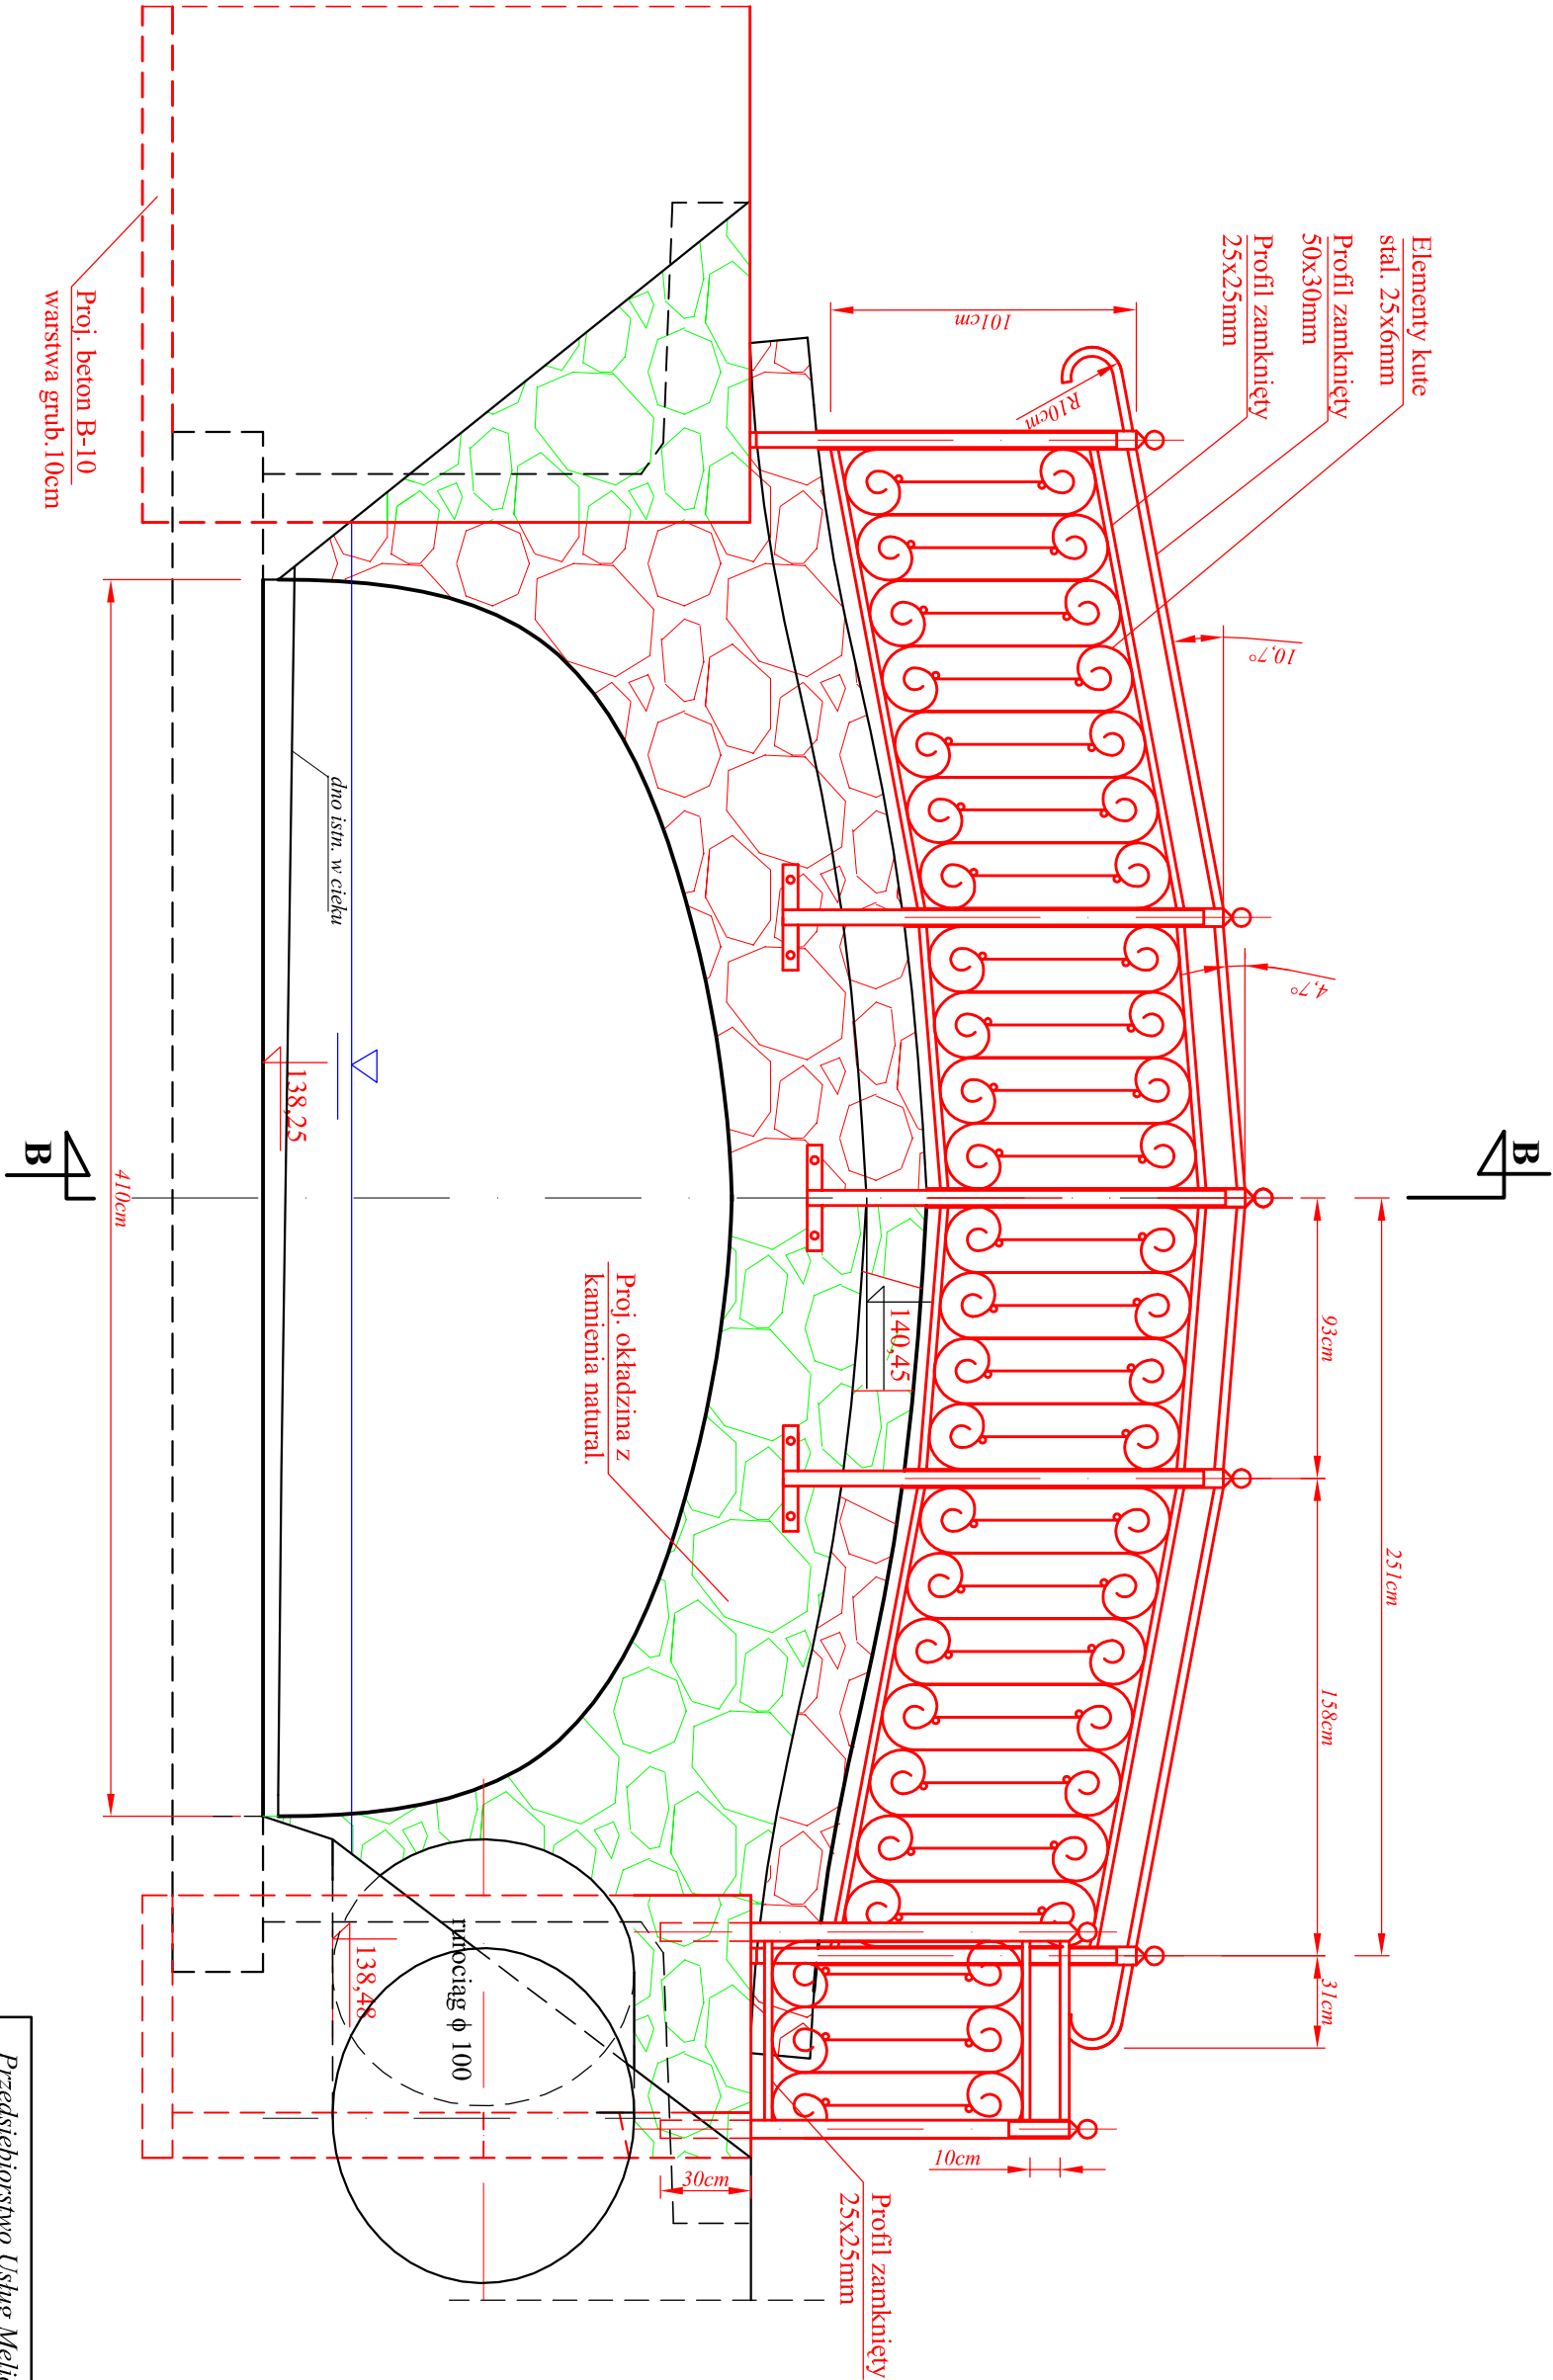 B
B
Elementy kute
stal. 25x6mm
Profil zamknięty
50x30mm
Profil zamknięty
25x25mm
101cm
R10cm
10,7°
4,7°
93cm
251cm
158cm
31cm
10cm
30cm
Profil zamknięty
25x25mm
140,45
Proj. okładzina z
kamienia natural.
rurociąg ϕ 100
138,48
138,25
dno istn. w cieku
410cm
Proj. beton B-10
warstwa grub.10cm
Przedsiębiorstwo Usług